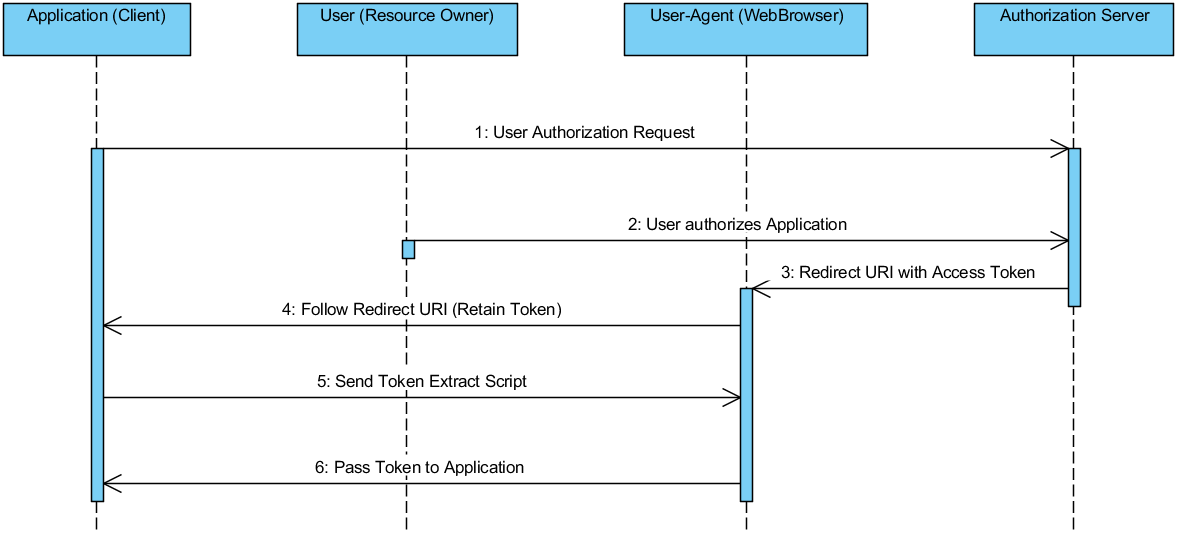 Application (Client)
User (Resource Owner)
User-Agent (WebBrowser)
Authorization Server
1: User Authorization Request
2: User authorizes Application
3: Redirect URI with Access Token
4: Follow Redirect URI (Retain Token)
5: Send Token Extract Script
6: Pass Token to Application